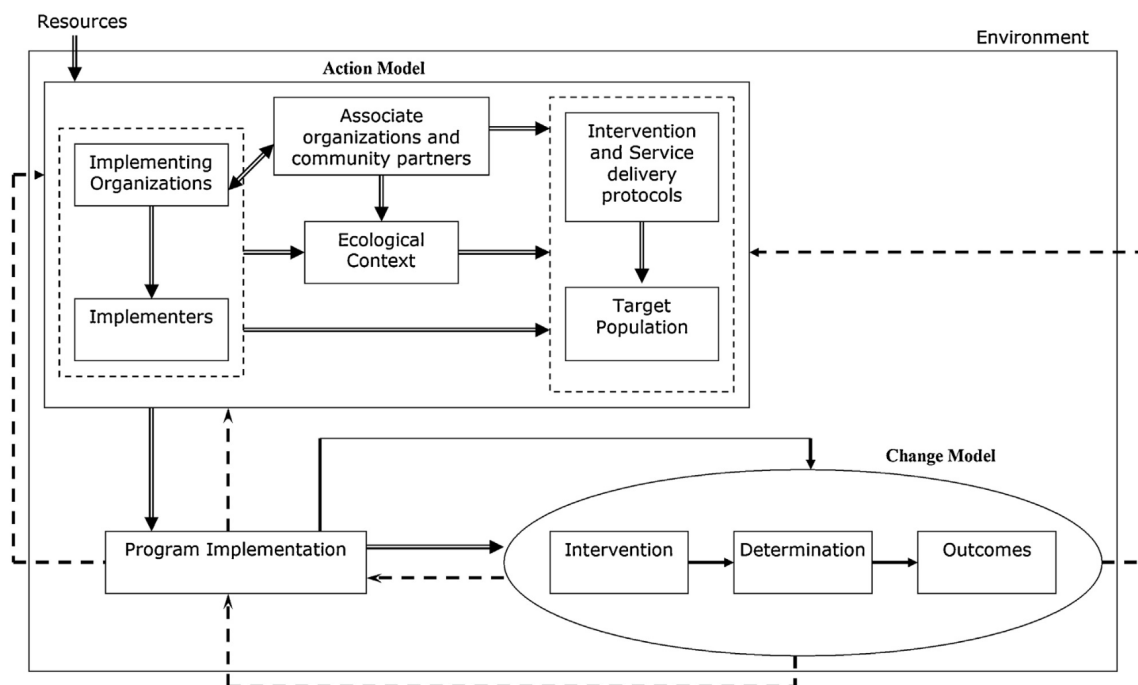 Resources
Environment
Action Model
Implementing
Organizations
Associate
organizations and
community partners
Intervention
and Service
delivery
protocols
Ecological
Context
Implementers
Target
Population
Change Model
Program Implementation
Intervention
Determination
Outcomes